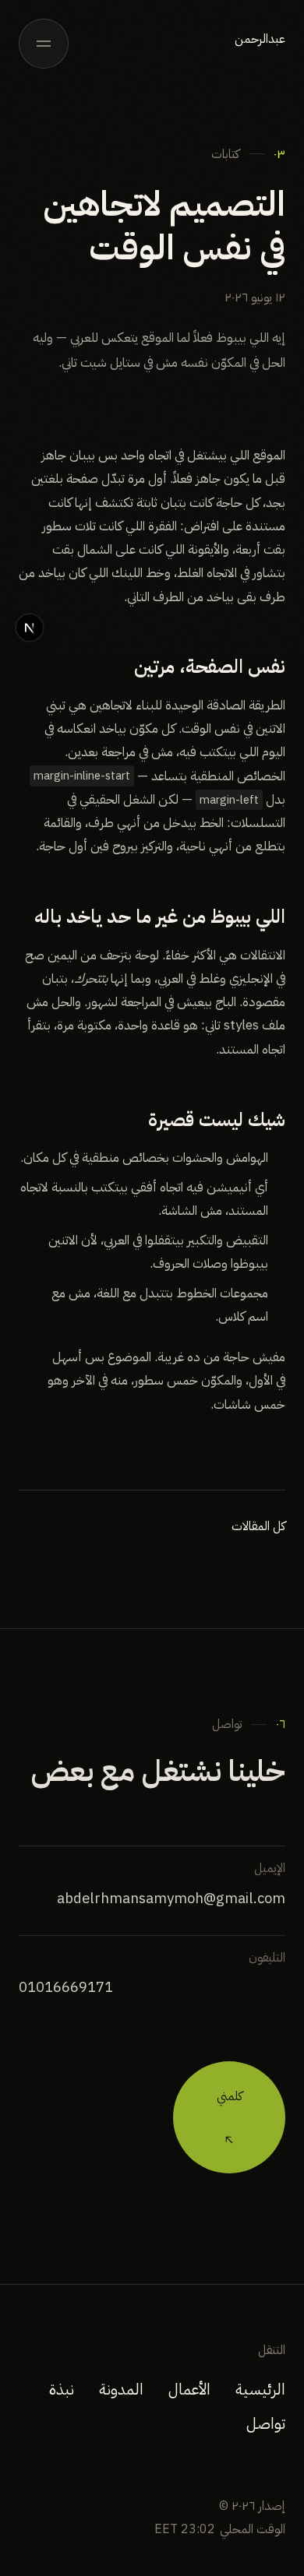 عبدالرحمن
٠٣ — كتابات
التصميم لاتجاهين
في نفس الوقت
١٢ يونيو ٢٠٢٦
إيه اللي بيبوظ فعلاً لما الموقع يتعكس للعربي — وليه
الحل في المكوّن نفسه مش في ستايل شيت تاني.
الموقع اللي بيشتغل في اتجاه واحد بس بيبان جاهز
قبل ما يكون جاهز فعلاً. أول مرة تبدّل صفحة بلغتين
بجد، كل حاجة كانت بتبان ثابتة تكتشف إنها كانت
مستندة على افتراض: الفقرة اللي كانت تلات سطور
بقت أربعة، والأيقونة اللي كانت على الشمال بقت
بتشاور في الاتجاه الغلط، وخط اللينك اللي كان بياخد من
طرف بقى بياخد من الطرف التاني.
N
نفس الصفحة، مرتين
الطريقة الصادقة الوحيدة للبناء لاتجاهين هي تبني
الاتنين في نفس الوقت. كل مكوّن بياخد انعكاسه في
اليوم اللي بيتكتب فيه، مش في مراجعة بعدين.
الخصائص المنطقية بتساعد — margin-inline-start
بدل margin-left — لكن الشغل الحقيقي في
التسلسلات: الخط بيدخل من أنهي طرف، والقائمة
بتطلع من أنهي ناحية، والتركيز بيروح فين أول حاجة.
اللي بيبوظ من غير ما حد ياخد باله
الانتقالات هي الأكثر خفاءً. لوحة بتزحف من اليمين صح
في الإنجليزي وغلط في العربي، وبما إنها بتتحرك، بتبان
مقصودة. الباج بيعيش في المراجعة لشهور. والحل مش
ملف styles تاني: هو قاعدة واحدة، مكتوبة مرة، بتقرأ
اتجاه المستند.
شيك ليست قصيرة
الهوامش والحشوات بخصائص منطقية في كل مكان.
أي أنيميشن فيه اتجاه أفقي بيتكتب بالنسبة لاتجاه
المستند، مش الشاشة.
التقبيض والتكبير بيتقفلوا في العربي، لأن الاتنين
بيبوظوا وصلات الحروف.
مجموعات الخطوط بتتبدل مع اللغة، مش مع
اسم كلاس.
مفيش حاجة من ده غريبة. الموضوع بس أسهل
في الأول، والمكوّن خمس سطور، منه في الآخر وهو
خمس شاشات.
كل المقالات
٠٦ — تواصل
خلينا نشتغل مع بعض
الإيميل
abdelrhmansamymoh@gmail.com
التليفون
01016669171
كلمني
التنقل
الرئيسية الأعمال المدونة نبذة
تواصل
إصدار ٢٠٢٦ ©
الوقت المحلي EET 23:02